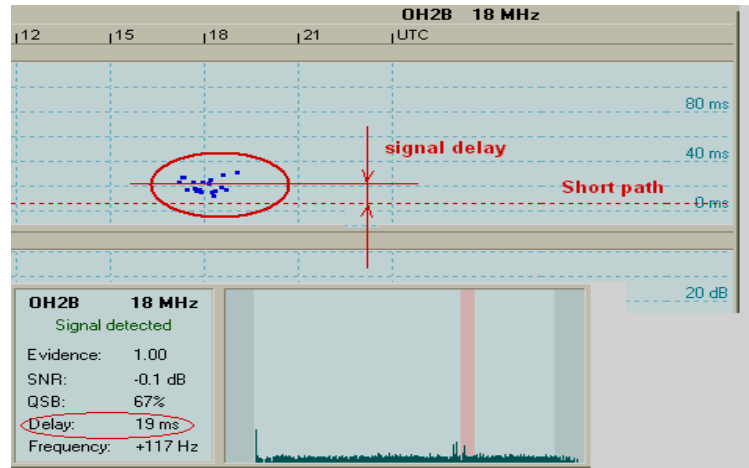 OH2B 18 MHz
12 15 18 21 UTC
80 ms
signal delay
40 ms
Short path
0 ms
20 dB
OH2B 18 MHz
Signal detected
Evidence: 1.00
SNR: -0.1 dB
QSB: 67%
Delay: 19 ms
Frequency: +117 Hz